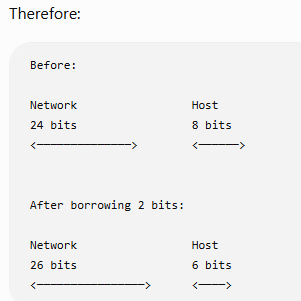 Therefore:
Before:
Network Host
24 bits 8 bits
<──────────────> <──────>
After borrowing 2 bits:
Network Host
26 bits 6 bits
<────────────────> <────>